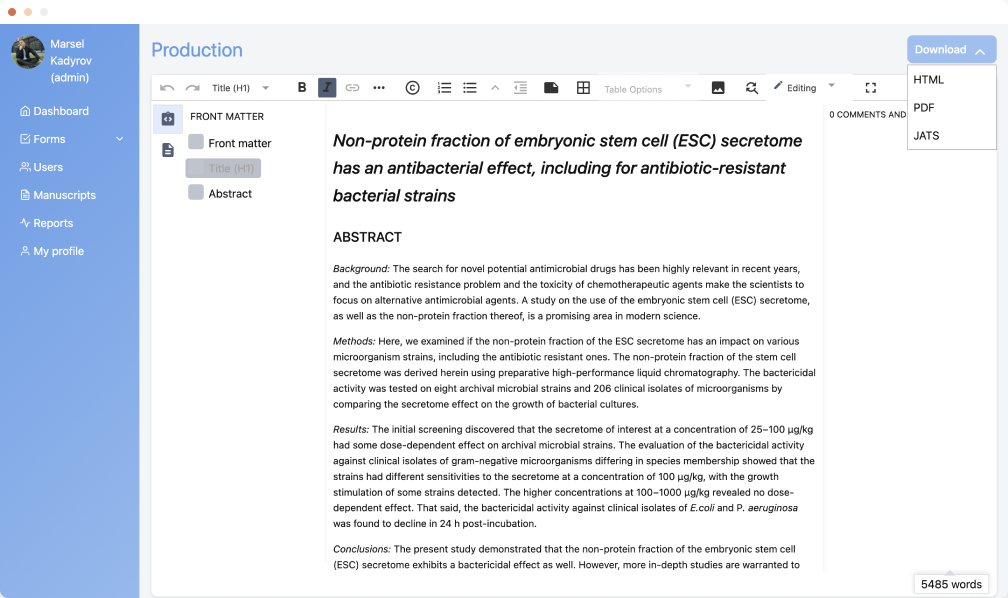 Marsel
Kadyrov
(admin)
Dashboard
Forms
Users
Manuscripts
Reports
My profile
Production
Download
HTML
PDF
JATS
Title (H1)
B
I
Table Options
Editing
FRONT MATTER
Front matter
Title (H1)
Abstract
0 COMMENTS AND
Non-protein fraction of embryonic stem cell (ESC) secretome
has an antibacterial effect, including for antibiotic-resistant
bacterial strains
ABSTRACT
Background: The search for novel potential antimicrobial drugs has been highly relevant in recent years,
and the antibiotic resistance problem and the toxicity of chemotherapeutic agents make the scientists to
focus on alternative antimicrobial agents. A study on the use of the embryonic stem cell (ESC) secretome,
as well as the non-protein fraction thereof, is a promising area in modern science.
Methods: Here, we examined if the non-protein fraction of the ESC secretome has an impact on various
microorganism strains, including the antibiotic resistant ones. The non-protein fraction of the stem cell
secretome was derived herein using preparative high-performance liquid chromatography. The bactericidal
activity was tested on eight archival microbial strains and 206 clinical isolates of microorganisms by
comparing the secretome effect on the growth of bacterial cultures.
Results: The initial screening discovered that the secretome of interest at a concentration of 25–100 µg/kg
had some dose-dependent effect on archival microbial strains. The evaluation of the bactericidal activity
against clinical isolates of gram-negative microorganisms differing in species membership showed that the
strains had different sensitivities to the secretome at a concentration of 100 µg/kg, with the growth
stimulation of some strains detected. The higher concentrations at 100–1000 µg/kg revealed no dose-
dependent effect. That said, the bactericidal activity against clinical isolates of E.coli and P. aeruginosa
was found to decline in 24 h post-incubation.
Conclusions: The present study demonstrated that the non-protein fraction of the embryonic stem cell
(ESC) secretome exhibits a bactericidal effect as well. However, more in-depth studies are warranted to
5485 words